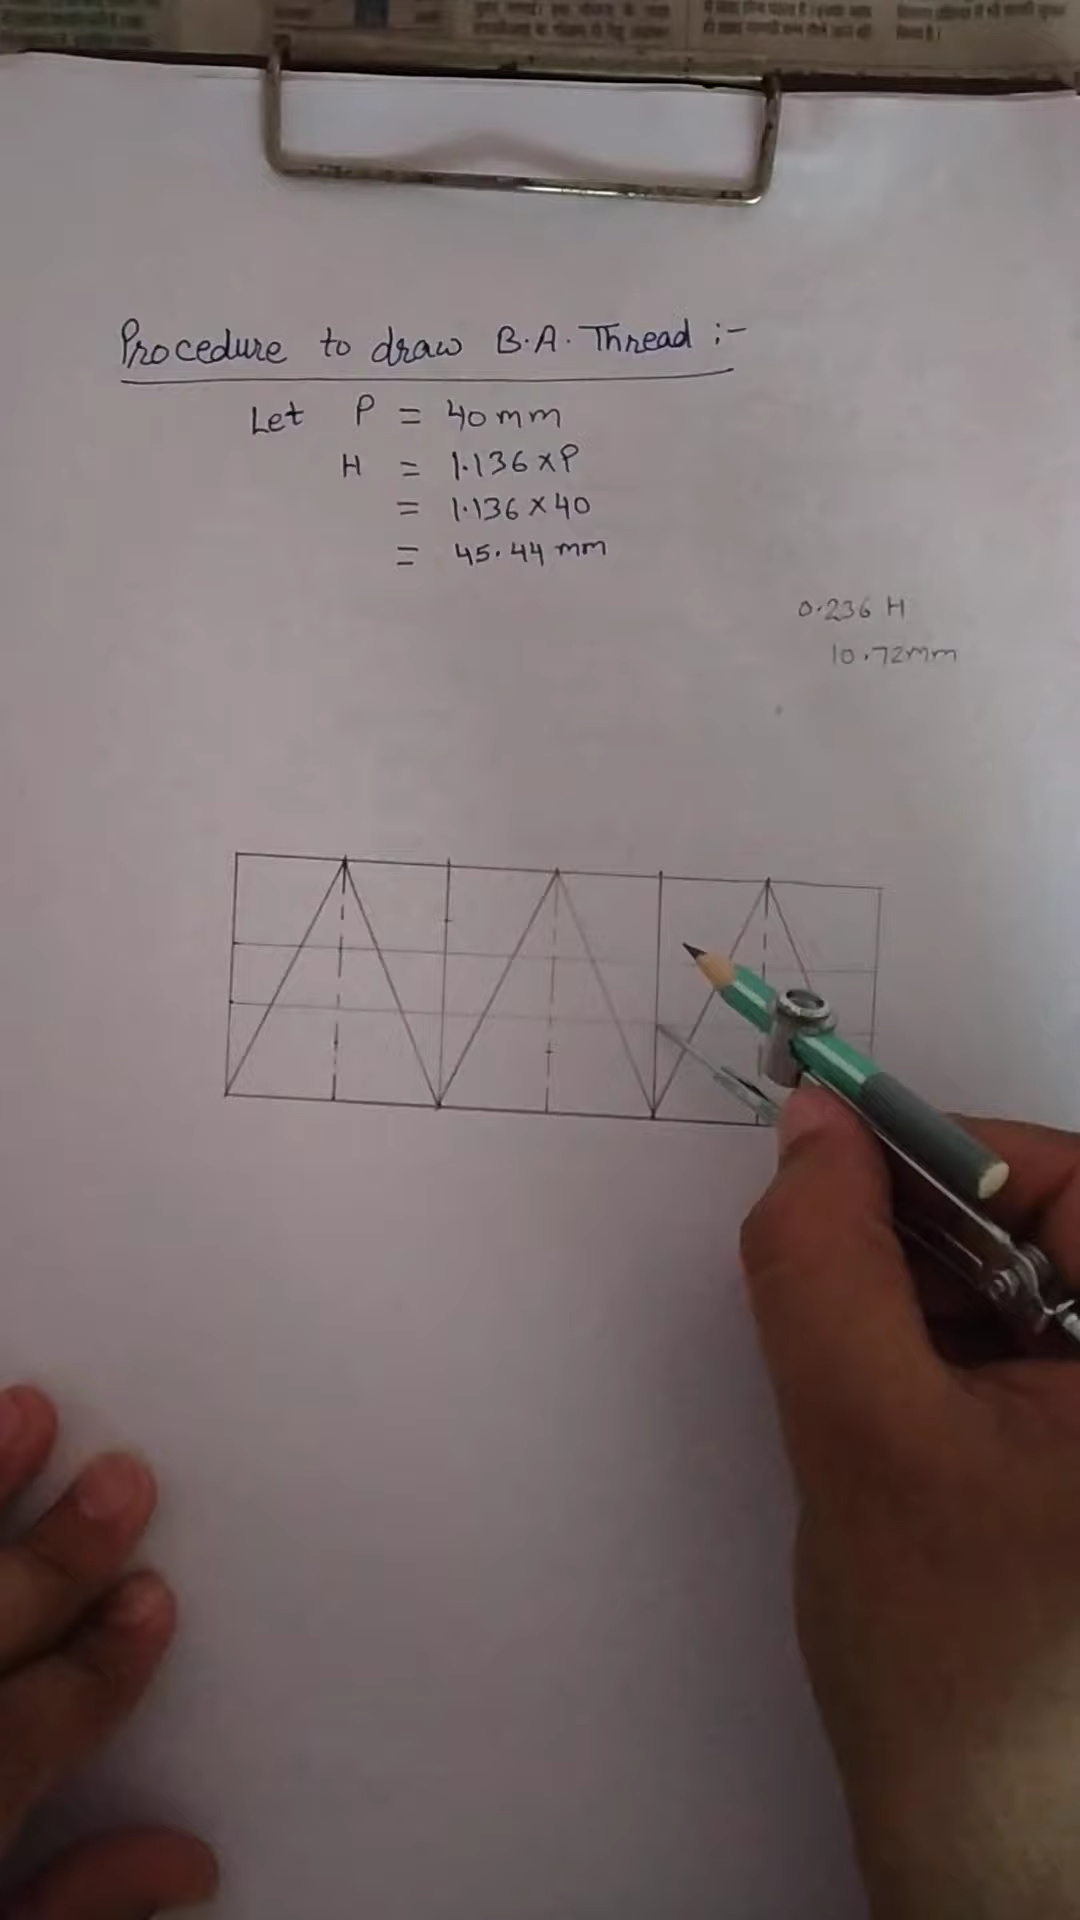 Procedure to draw B.A. Thread :-
Let P = 40mm
H = 1.136 x P
= 1.136 x 40
= 45.44 mm
0.236 H
10.72mm